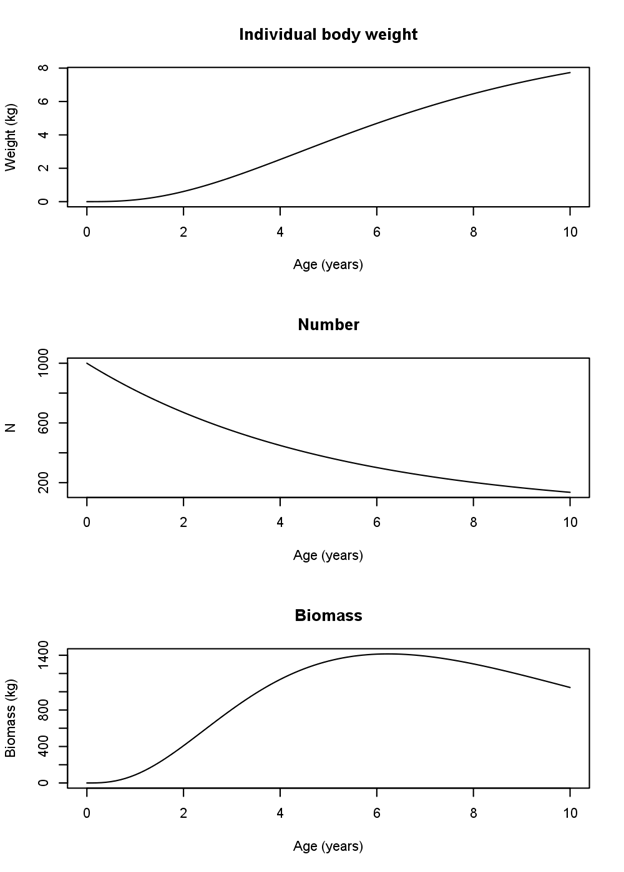 Individual body weight
Weight (kg)
0 2 4 6 8
0 2 4 6 8 10
Age (years)
Number
N
200 600 1000
0 2 4 6 8 10
Age (years)
Biomass
Biomass (kg)
0 400 800 1400
0 2 4 6 8 10
Age (years)